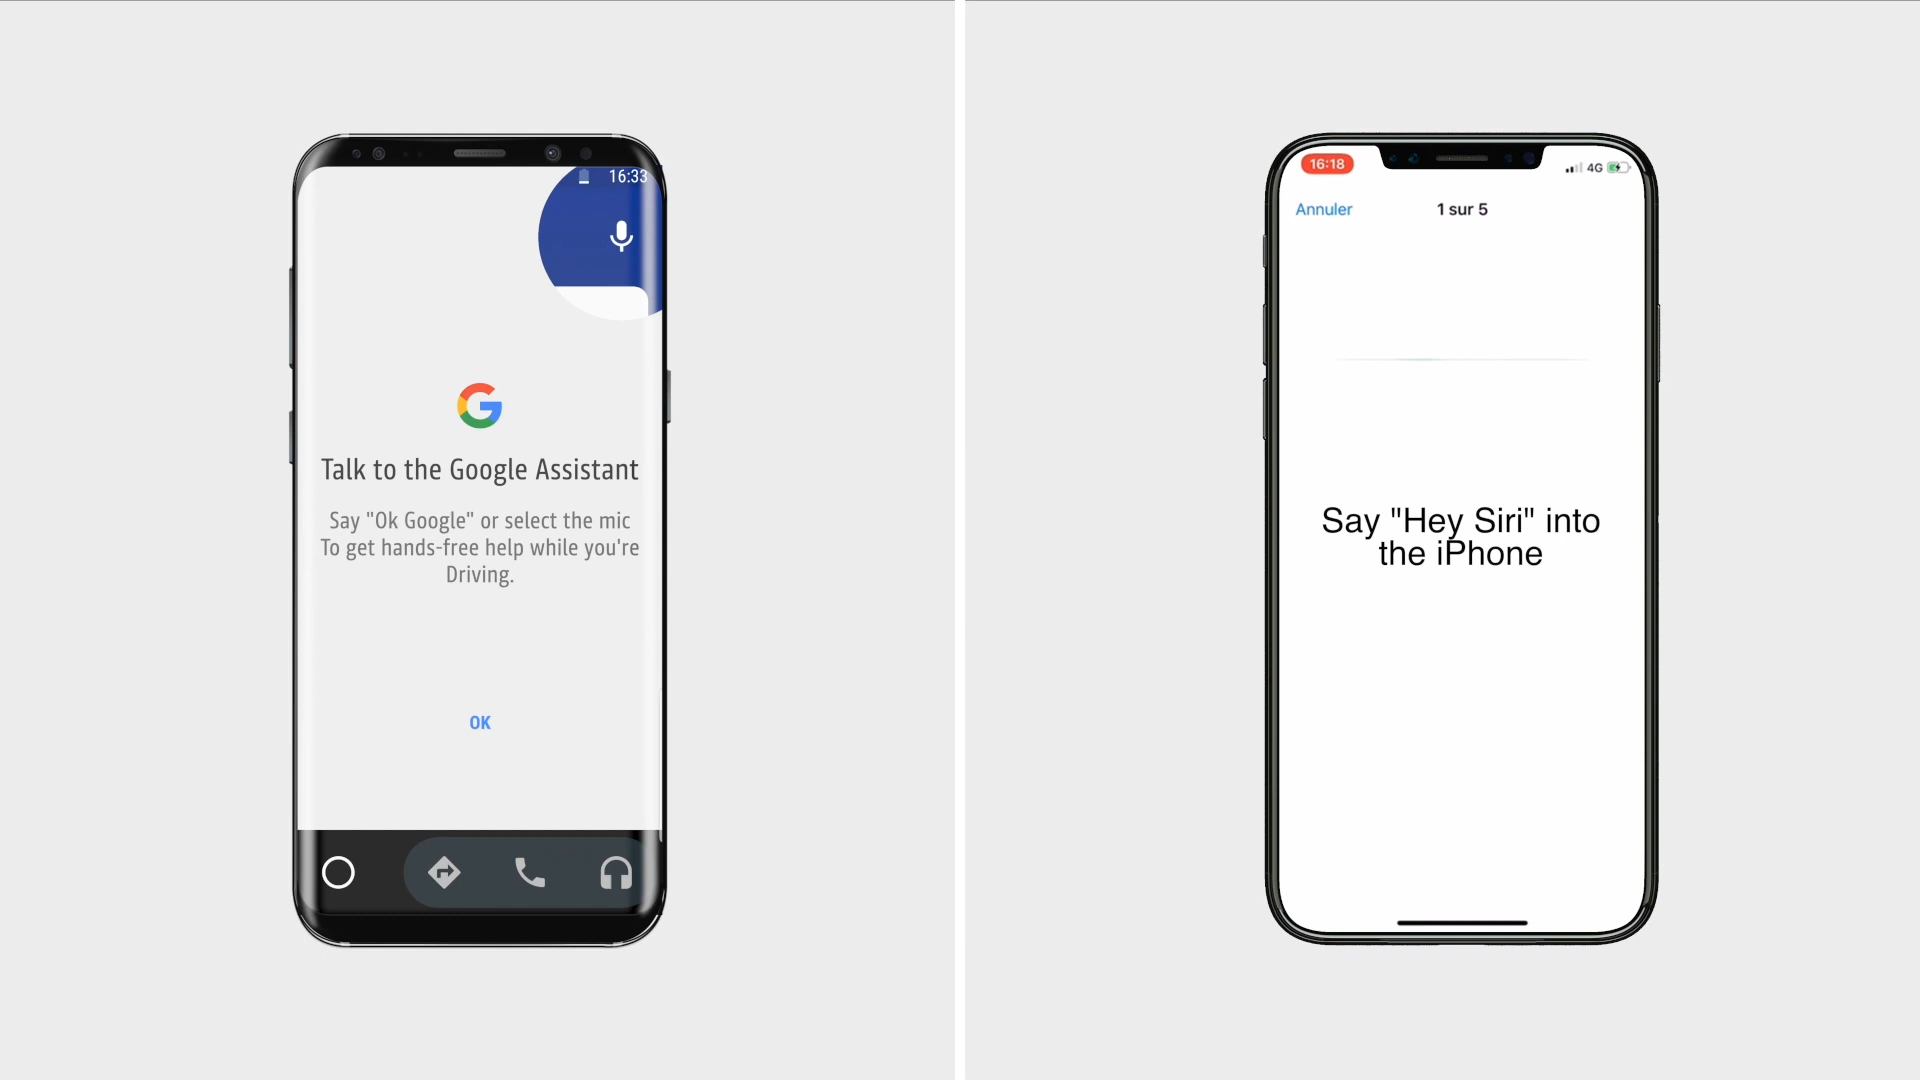 16:33
Talk to the Google Assistant
Say "Ok Google" or select the mic
To get hands-free help while you're
Driving.
OK
16:18
4G
Annuler
1 sur 5
Say "Hey Siri" into
the iPhone